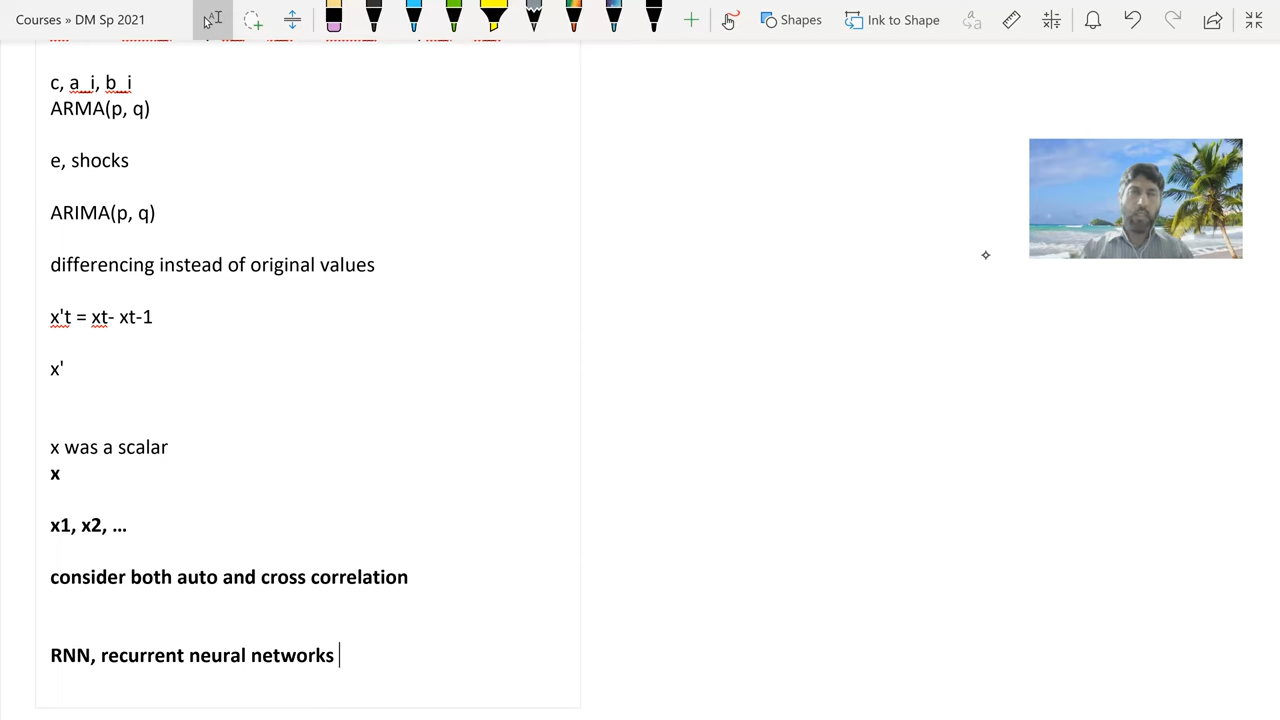 Courses » DM Sp 2021
Shapes
Ink to Shape
c, a_i, b_i
ARMA(p, q)
e, shocks
ARIMA(p, q)
differencing instead of original values
x't = xt- xt-1
x'
x was a scalar
x
x1, x2, ...
consider both auto and cross correlation
RNN, recurrent neural networks